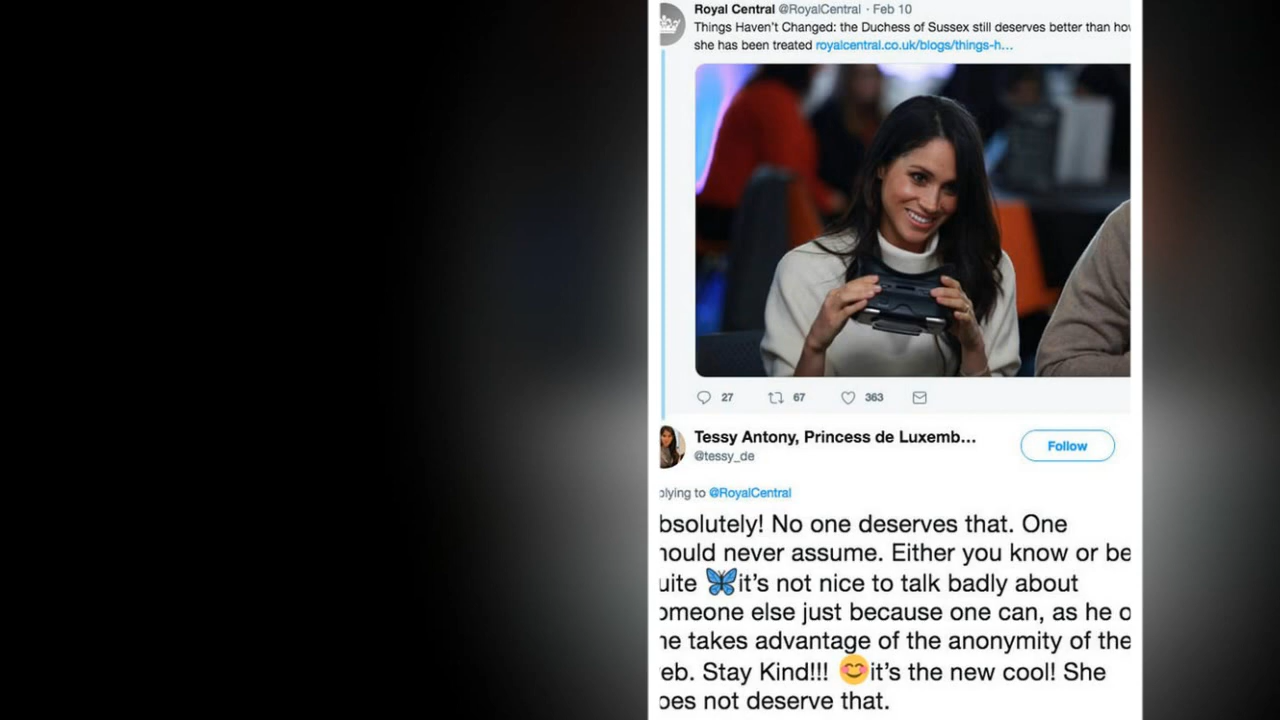 Royal Central @RoyalCentral · Feb 10
Things Haven't Changed: the Duchess of Sussex still deserves better than how
she has been treated royalcentral.co.uk/blogs/things-h...
27 67 363
Tessy Antony, Princess de Luxemb...
@tessy_de
Follow
plying to @RoyalCentral
bsolutely! No one deserves that. One
hould never assume. Either you know or be
uite 🦋it's not nice to talk badly about
omeone else just because one can, as he o
he takes advantage of the anonymity of the
eb. Stay Kind!!! 😊it's the new cool! She
oes not deserve that.